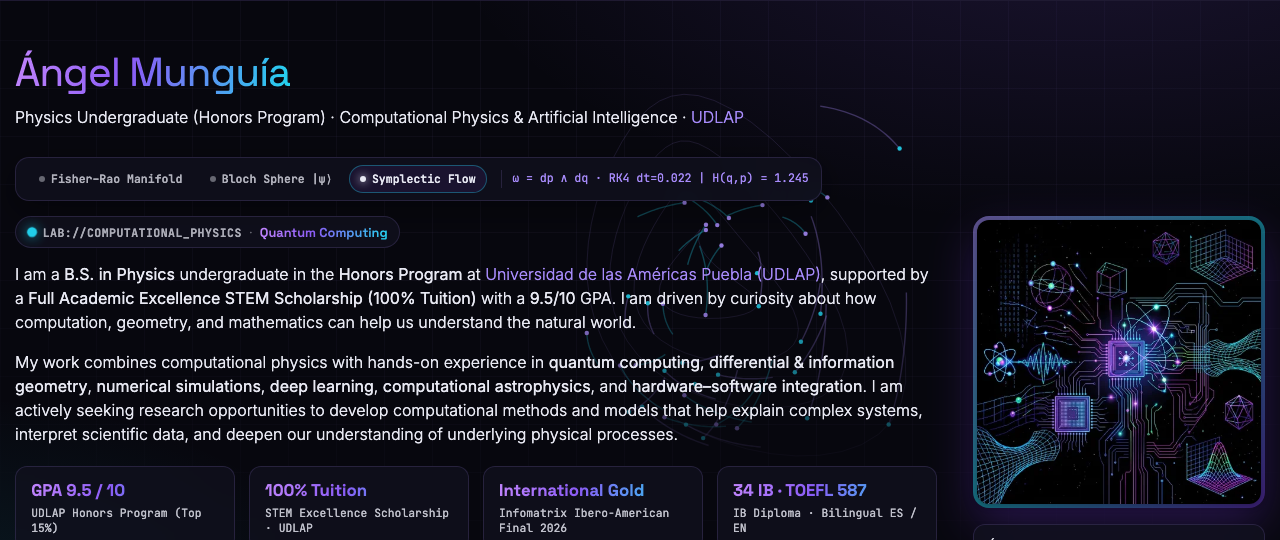 Ángel Munguía
Physics Undergraduate (Honors Program) · Computational Physics & Artificial Intelligence · UDLAP
Fisher–Rao Manifold Bloch Sphere |ψ⟩ Symplectic Flow ω = dp ∧ dq · RK4 dt=0.022 | H(q,p) = 1.245
LAB://COMPUTATIONAL_PHYSICS · Quantum Computing
I am a B.S. in Physics undergraduate in the Honors Program at Universidad de las Américas Puebla (UDLAP), supported by
a Full Academic Excellence STEM Scholarship (100% Tuition) with a 9.5/10 GPA. I am driven by curiosity about how
computation, geometry, and mathematics can help us understand the natural world.
My work combines computational physics with hands-on experience in quantum computing, differential & information
geometry, numerical simulations, deep learning, computational astrophysics, and hardware–software integration. I am
actively seeking research opportunities to develop computational methods and models that help explain complex systems,
interpret scientific data, and deepen our understanding of underlying physical processes.
GPA 9.5 / 10
UDLAP Honors Program (Top
15%)
100% Tuition
STEM Excellence Scholarship
· UDLAP
International Gold
Infomatrix Ibero-American
Final 2026
34 IB · TOEFL 587
IB Diploma · Bilingual ES /
EN